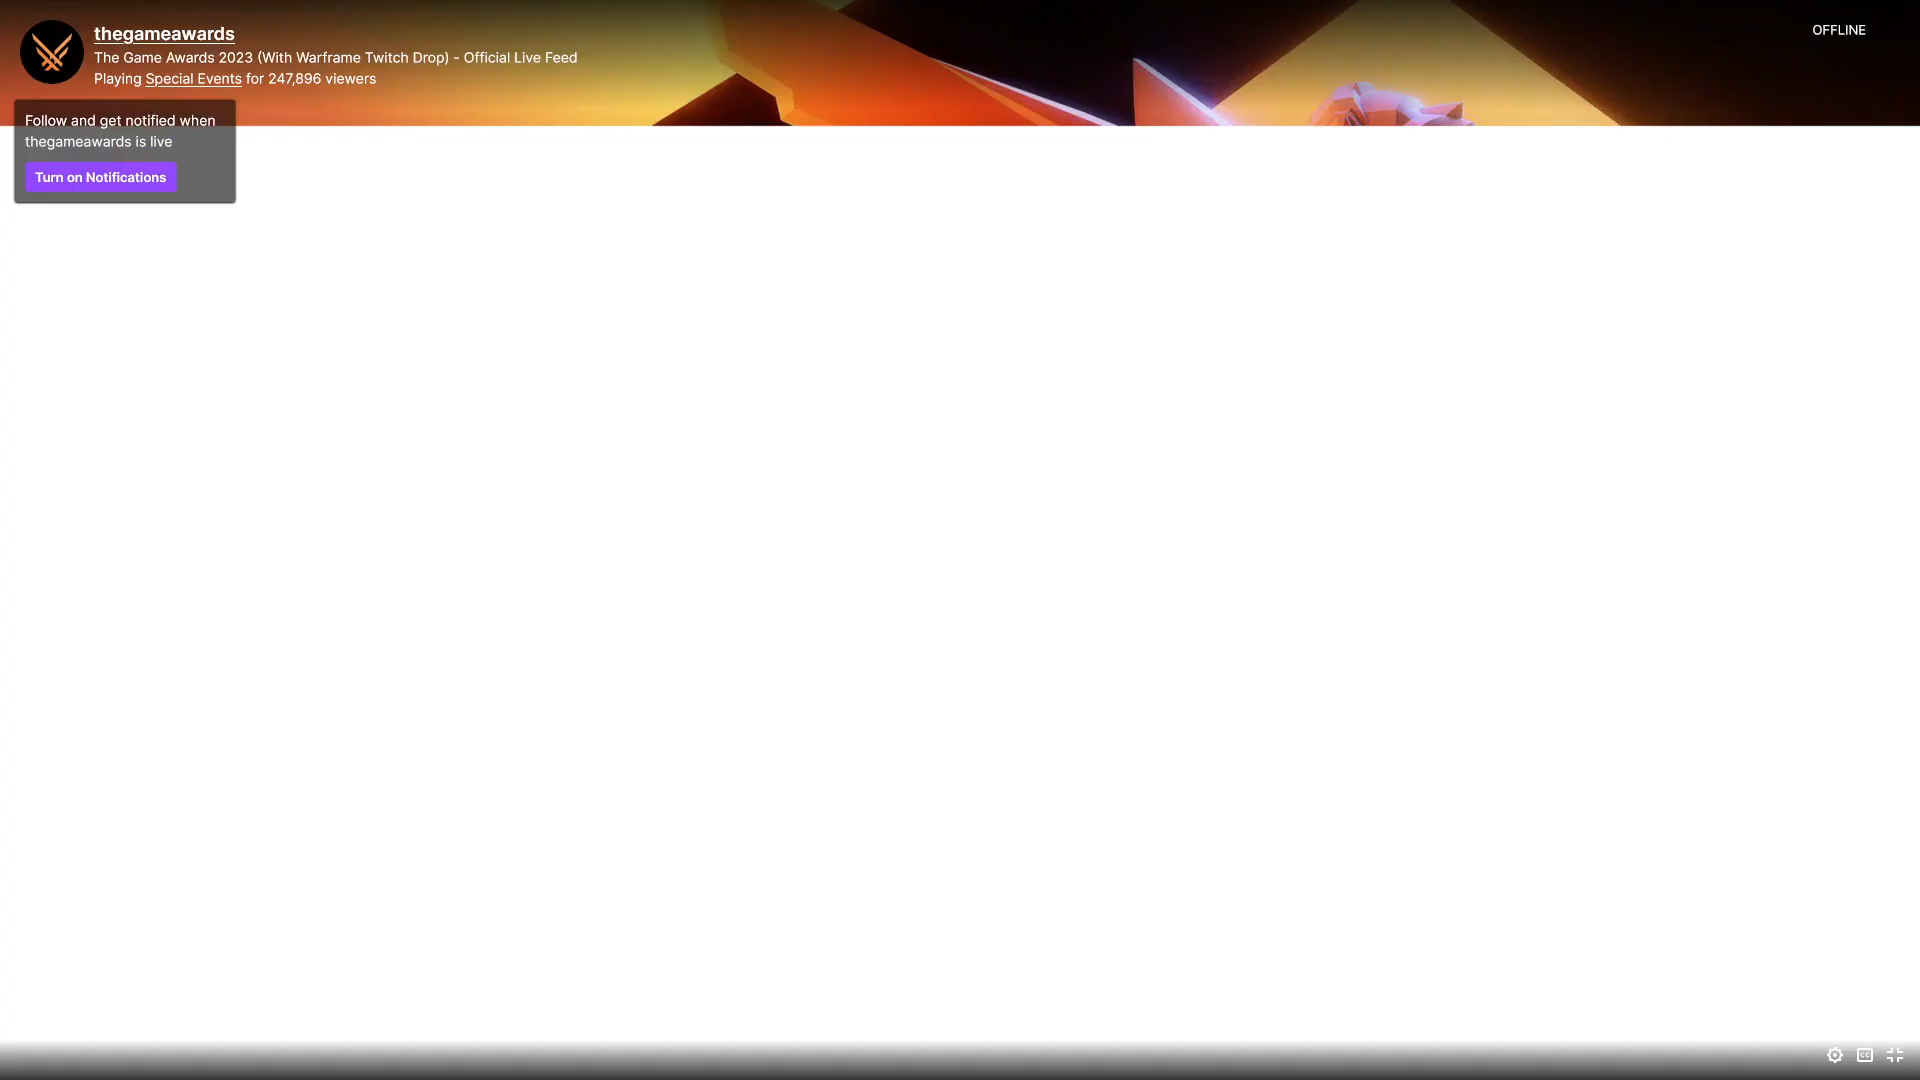 thegameawards
The Game Awards 2023 (With Warframe Twitch Drop) - Official Live Feed
Playing Special Events for 247,896 viewers
OFFLINE
Follow and get notified when
thegameawards is live
Turn on Notifications
CC